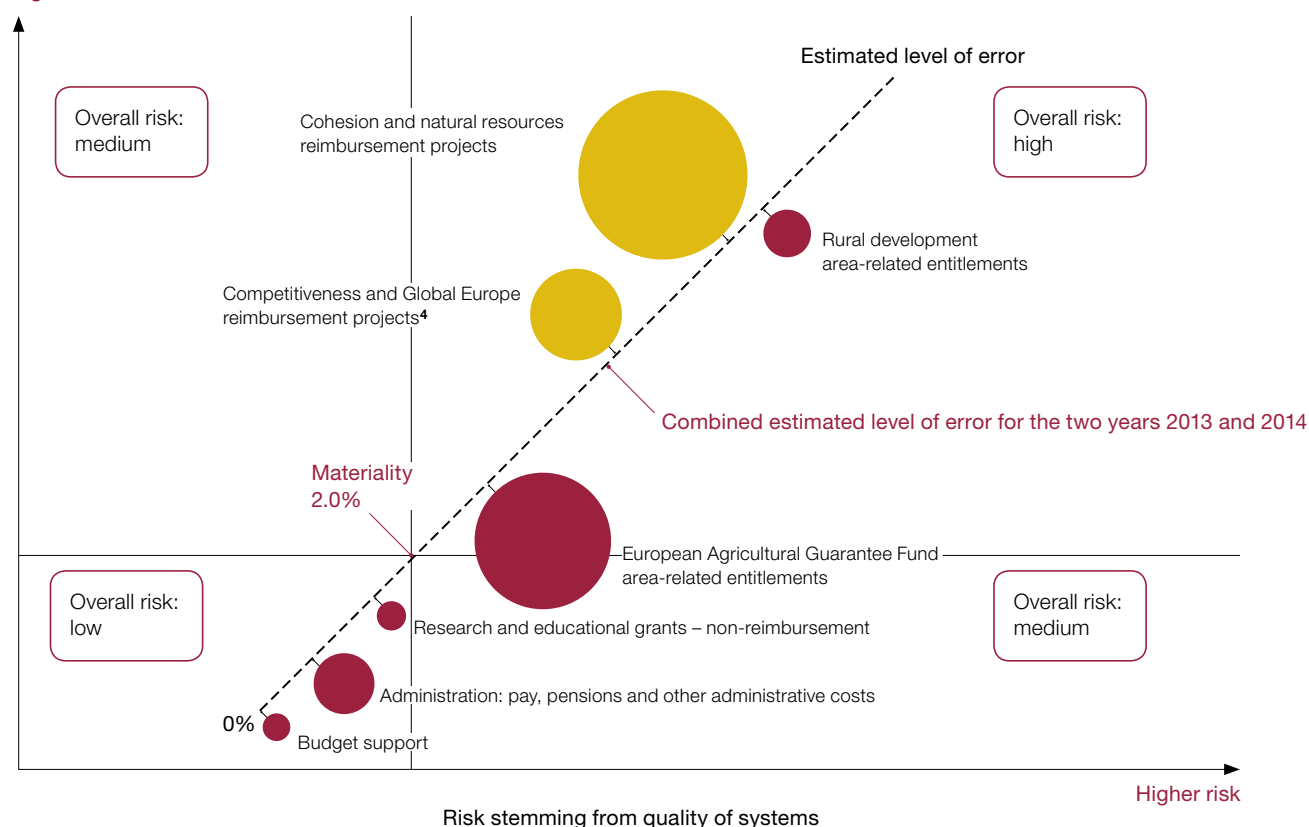 Estimated level of error
Overall risk:
medium
Overall risk:
high
Cohesion and natural resources
reimbursement projects
Rural development
area-related entitlements
Competitiveness and Global Europe
reimbursement projects4
Combined estimated level of error for the two years 2013 and 2014
Materiality
2.0%
European Agricultural Guarantee Fund
area-related entitlements
Overall risk:
low
Overall risk:
medium
Research and educational grants – non-reimbursement
Administration: pay, pensions and other administrative costs
0%
Budget support
Higher risk
Risk stemming from quality of systems